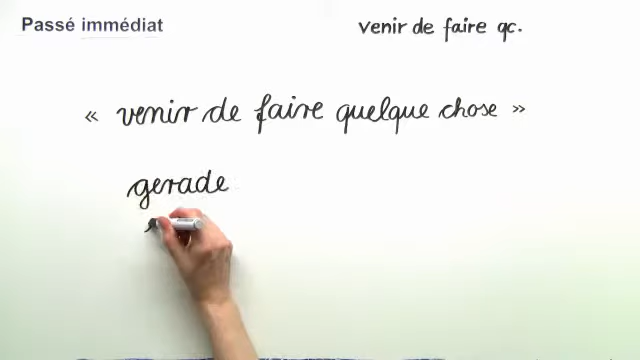 Passé immédiat
venir de faire qc.
« venir de faire quelque chose »
gerade